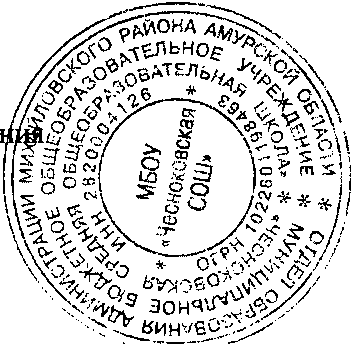 ОТДЕЛ ОБРАЗОВАНИЯ АДМИНИСТРАЦИИ МИХАЙЛОВСКОГО РАЙОНА АМУРСКОЙ ОБЛАСТИ *
МУНИЦИПАЛЬНОЕ БЮДЖЕТНОЕ ОБЩЕОБРАЗОВАТЕЛЬНОЕ УЧРЕЖДЕНИЕ *
«ЧЕСНОКОВСКАЯ СРЕДНЯЯ ОБЩЕОБРАЗОВАТЕЛЬНАЯ ШКОЛА» *
ИНН 2820004126 *
ОГРН
МБОУ
«Чесноковская
СОШ»